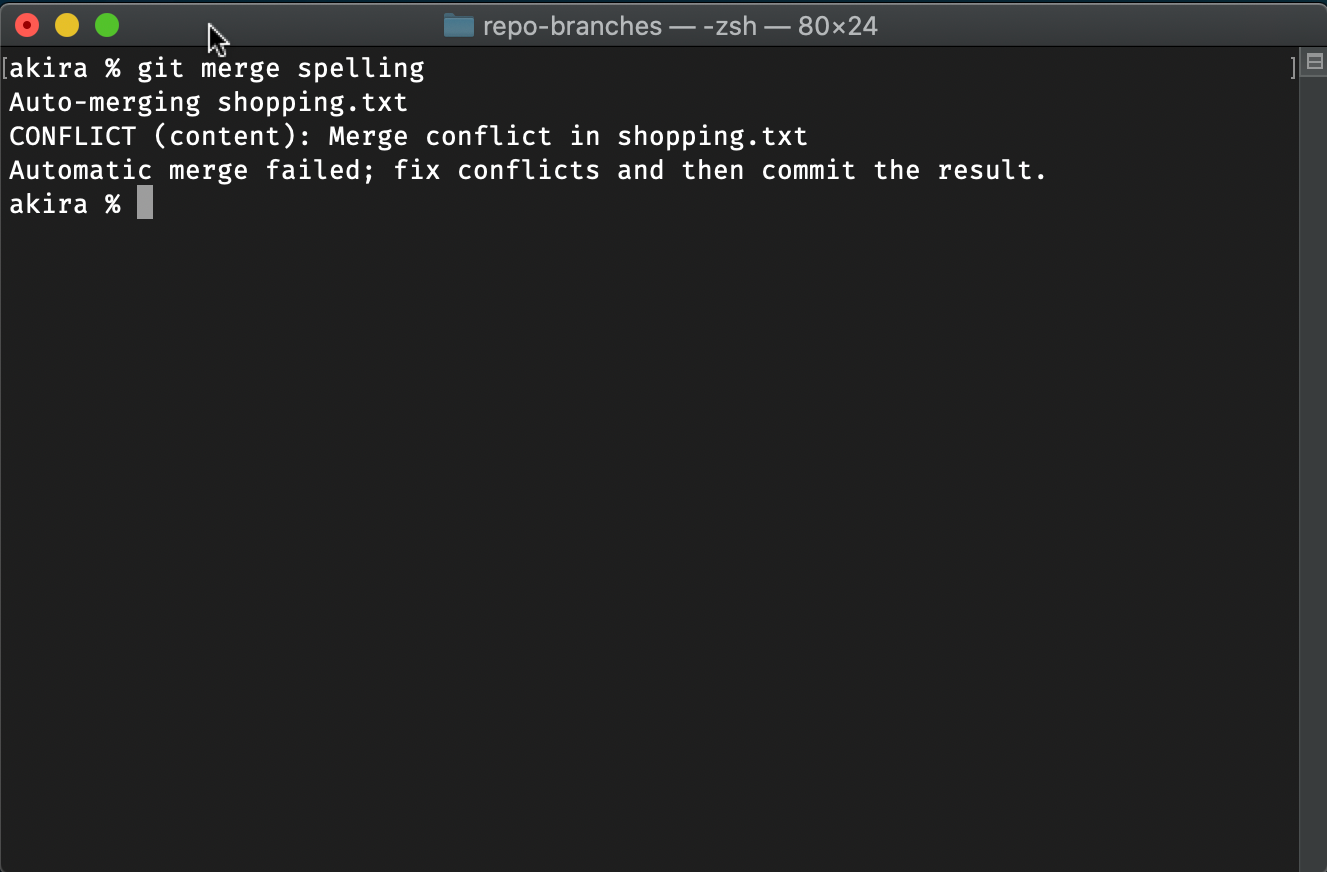 repo-branches — -zsh — 80×24
[akira % git merge spelling ]
Auto-merging shopping.txt
CONFLICT (content): Merge conflict in shopping.txt
Automatic merge failed; fix conflicts and then commit the result.
akira %